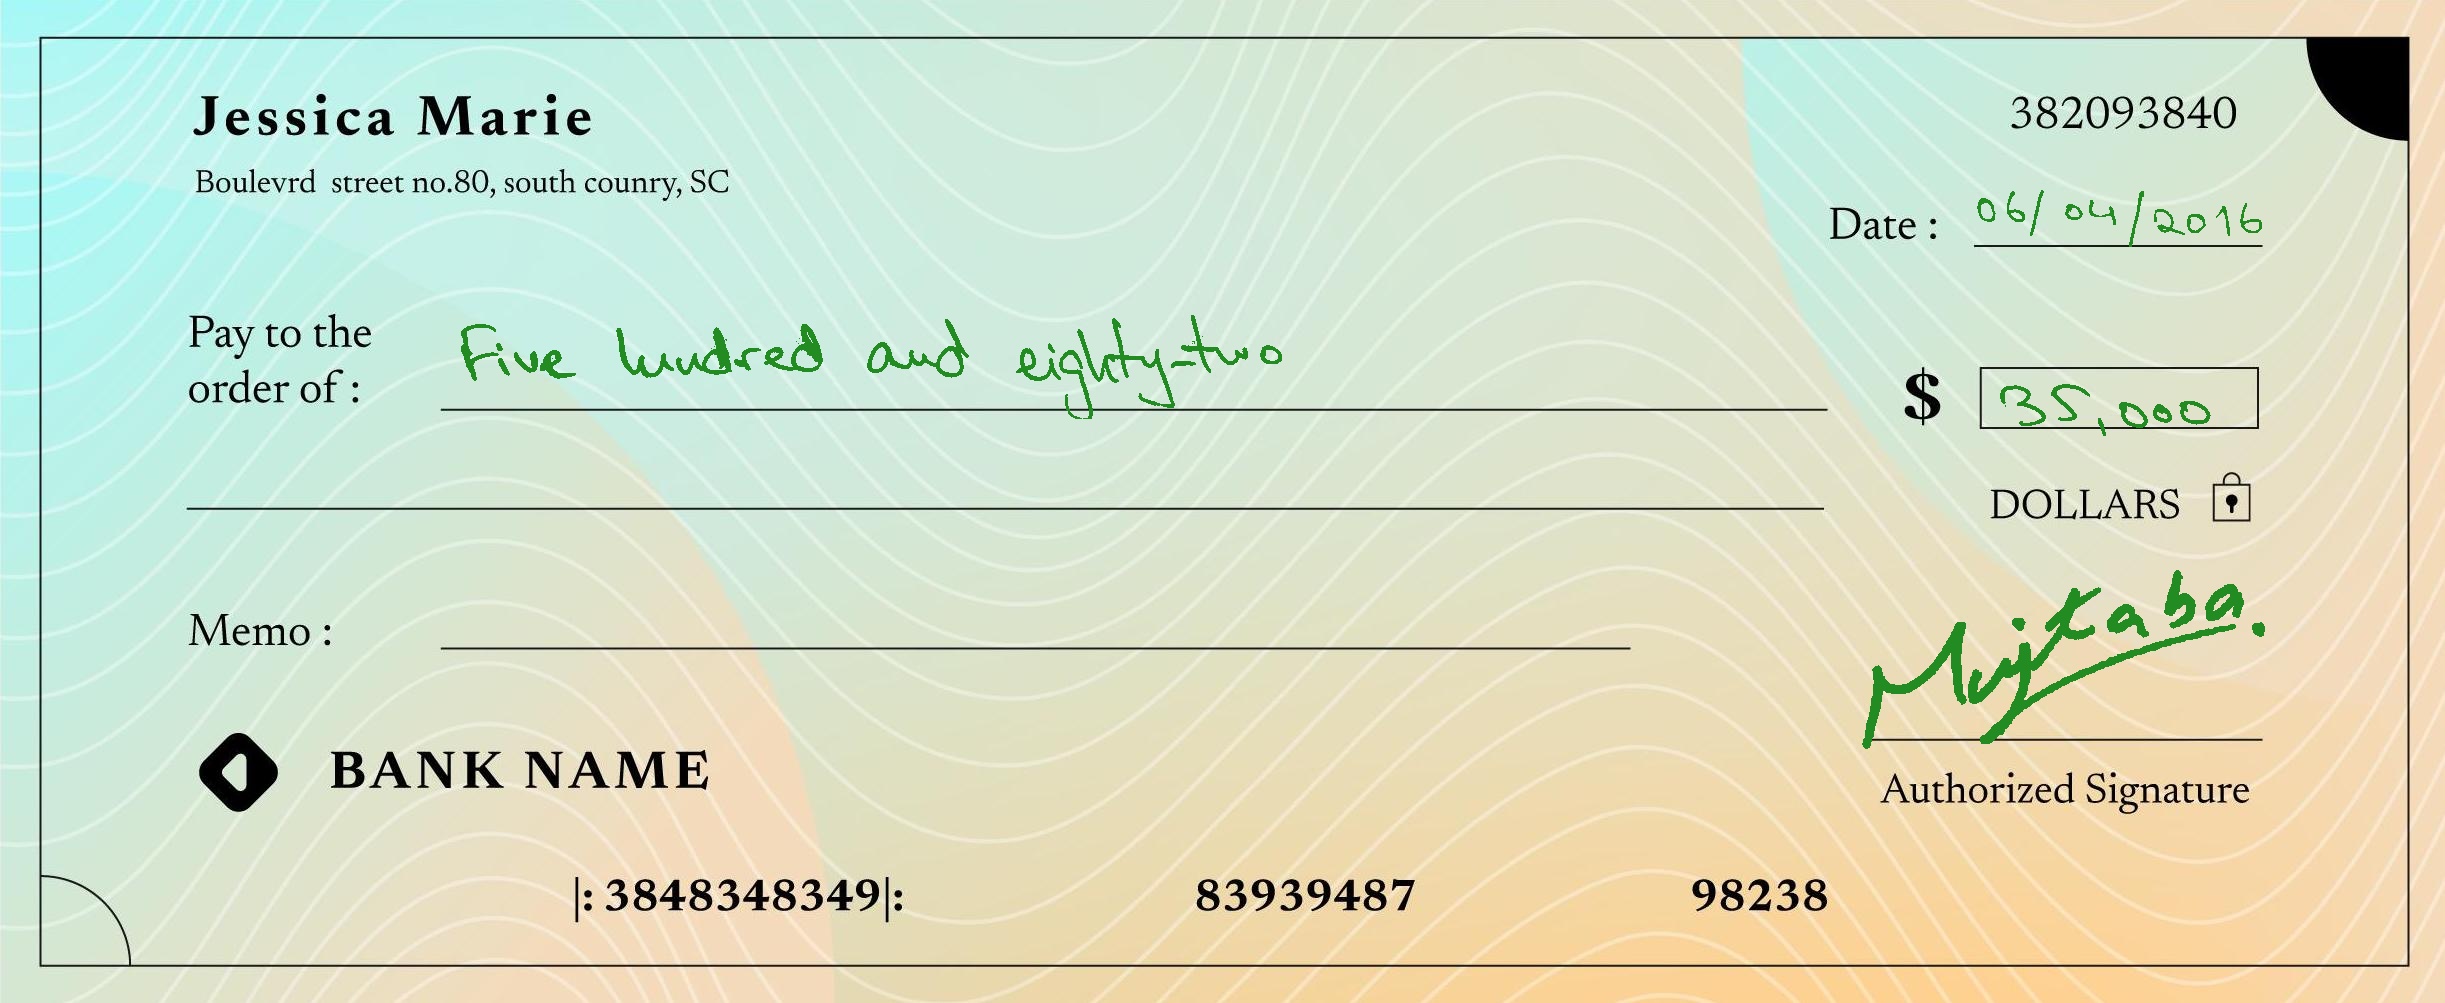 Jessica Marie
382093840
Boulevrd street no.80, south counry, SC
Date : 06/04/2016
Pay to the
order of : Five hundred and eighty-two
$ 35,000
DOLLARS
Memo :
Mujtaba.
BANK NAME
Authorized Signature
|: 3848348349|: 83939487 98238